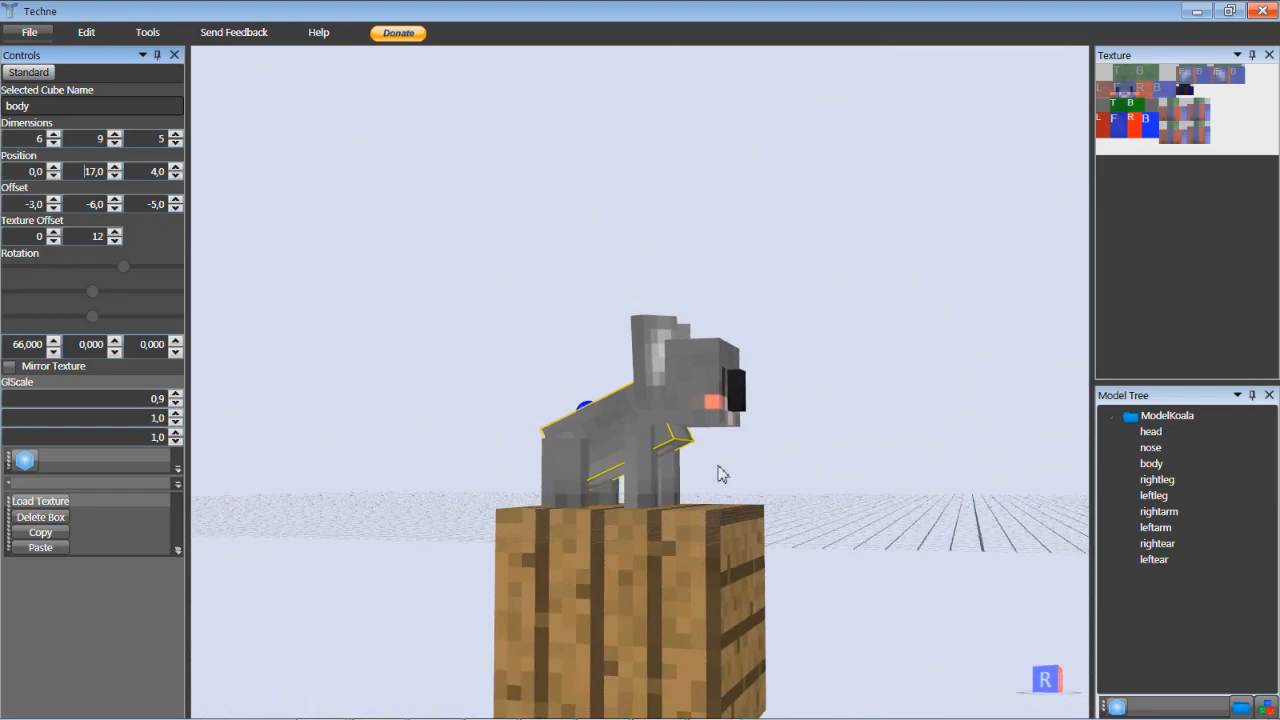 Techne
File Edit Tools Send Feedback Help Donate
Controls
Standard
Selected Cube Name
body
Dimensions
6 9 5
Position
0,0 17,0 4,0
Offset
-3,0 -6,0 -5,0
Texture Offset
0 12
Rotation
66,000 0,000 0,000
Mirror Texture
GlScale
0,9
1,0
1,0
Load Texture
Delete Box
Copy
Paste
R
Texture
T B
L F R B
T B
L F R B
Model Tree
ModelKoala
head
nose
body
rightleg
leftleg
rightarm
leftarm
rightear
leftear